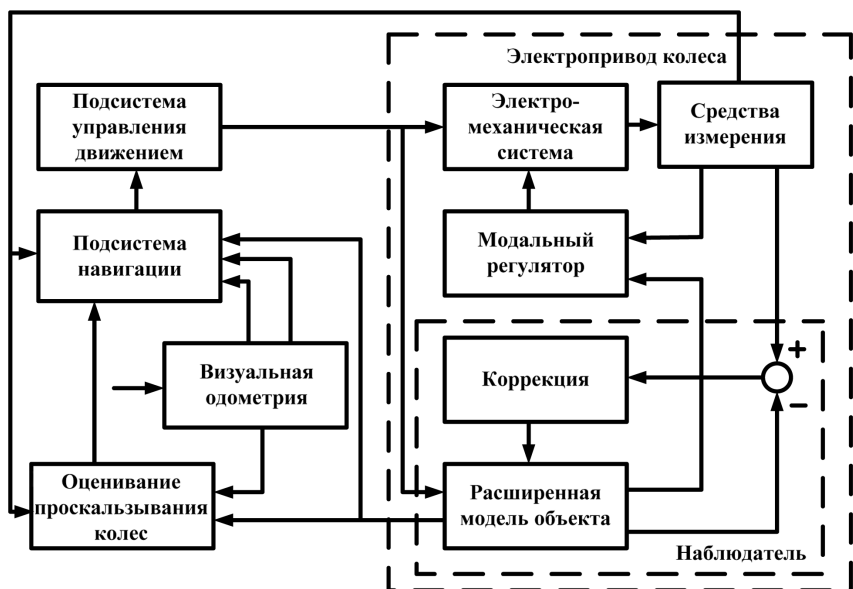 Электропривод колеса
Подсистема
управления
движением
Электро-
механическая
система
Средства
измерения
Подсистема
навигации
Модальный
регулятор
Визуальная
одометрия
Коррекция
+
−
Оценивание
проскальзывания
колес
Расширенная
модель объекта
Наблюдатель